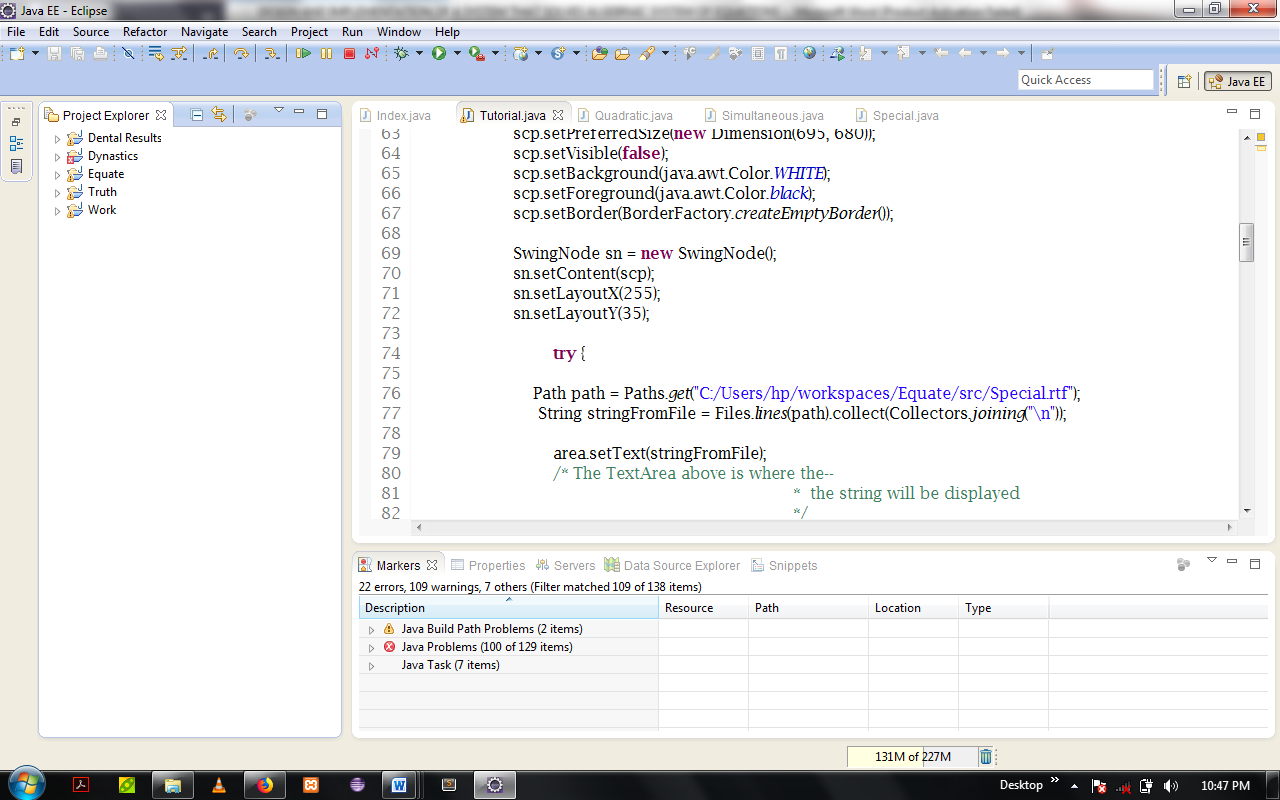 Java EE - Eclipse
File Edit Source Refactor Navigate Search Project Run Window Help
Quick Access
Java EE
Project Explorer
Dental Results
Dynastics
Equate
Truth
Work
Index.java Tutorial.java Quadratic.java Simultaneous.java Special.java
63 scp.setPreferredSize(new Dimension(695, 680));
64 scp.setVisible(false);
65 scp.setBackground(java.awt.Color.WHITE);
66 scp.setForeground(java.awt.Color.black);
67 scp.setBorder(BorderFactory.createEmptyBorder());
68
69 SwingNode sn = new SwingNode();
70 sn.setContent(scp);
71 sn.setLayoutX(255);
72 sn.setLayoutY(35);
73
74 try {
75
76 Path path = Paths.get("C:/Users/hp/workspaces/Equate/src/Special.rtf");
77 String stringFromFile = Files.lines(path).collect(Collectors.joining("\n"));
78
79 area.setText(stringFromFile);
80 /* The TextArea above is where the--
81 * the string will be displayed
82 */
Markers Properties Servers Data Source Explorer Snippets
22 errors, 109 warnings, 7 others (Filter matched 109 of 138 items)
Description Resource Path Location Type
Java Build Path Problems (2 items)
Java Problems (100 of 129 items)
Java Task (7 items)
131M of 227M
Desktop
10:47 PM